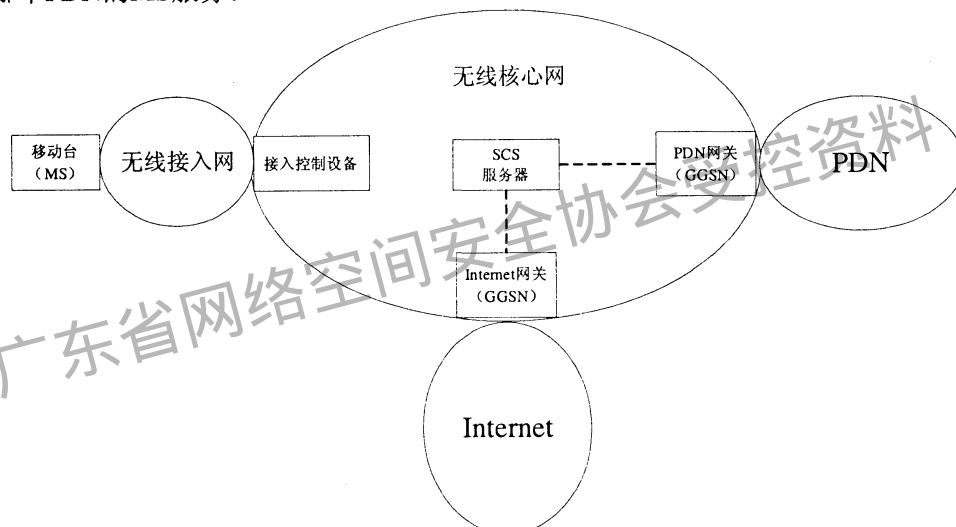 无线核心网
移动台
（MS）
无线接入网
接入控制设备
SCS
服务器
PDN网关
（GGSN）
PDN
Internet网关
（GGSN）
Internet
广东省网络空间安全协会受控资料